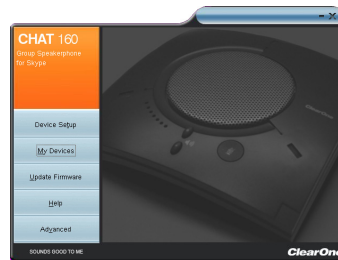 CHAT 160
Group Speakerphone
for Skype
Device Setup
My Devices
Update Firmware
Help
Advanced
SOUNDS GOOD TO ME
ClearOne
ClearOne